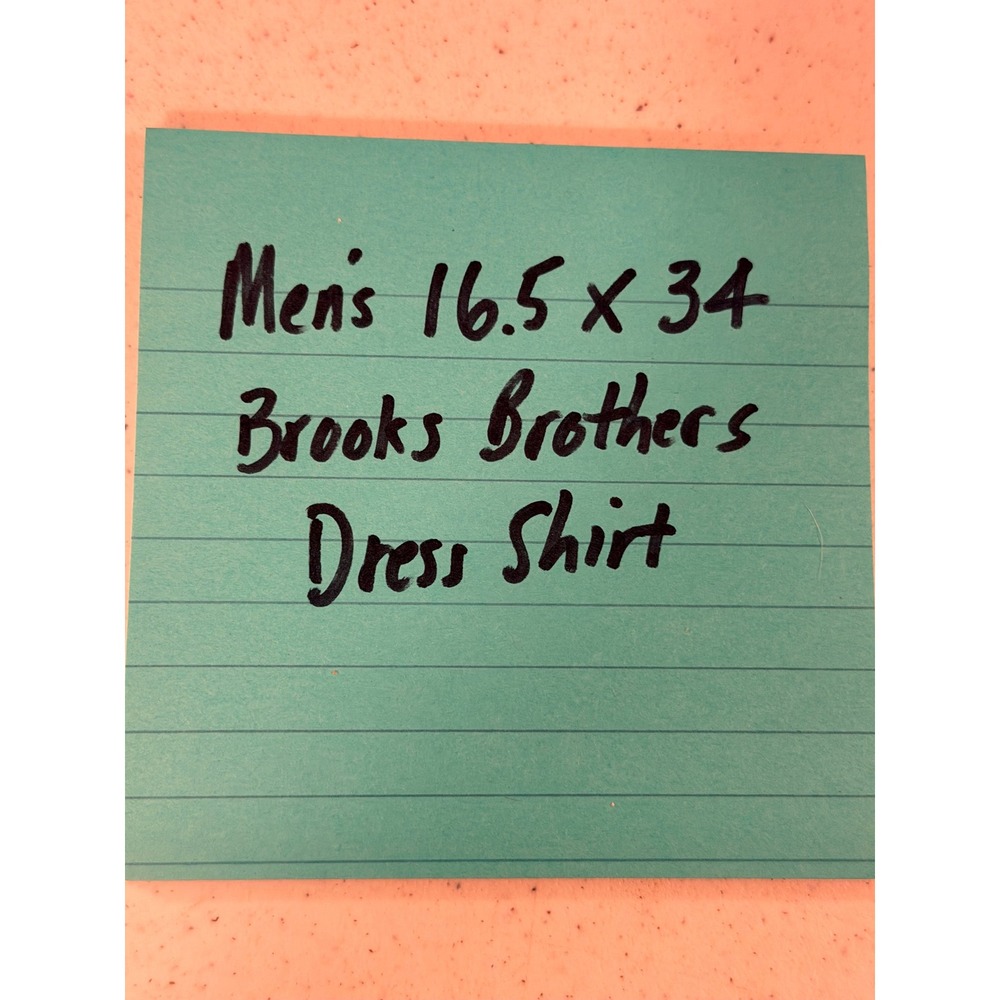 Men's 16.5 x 34
Brooks Brothers
Dress Shirt